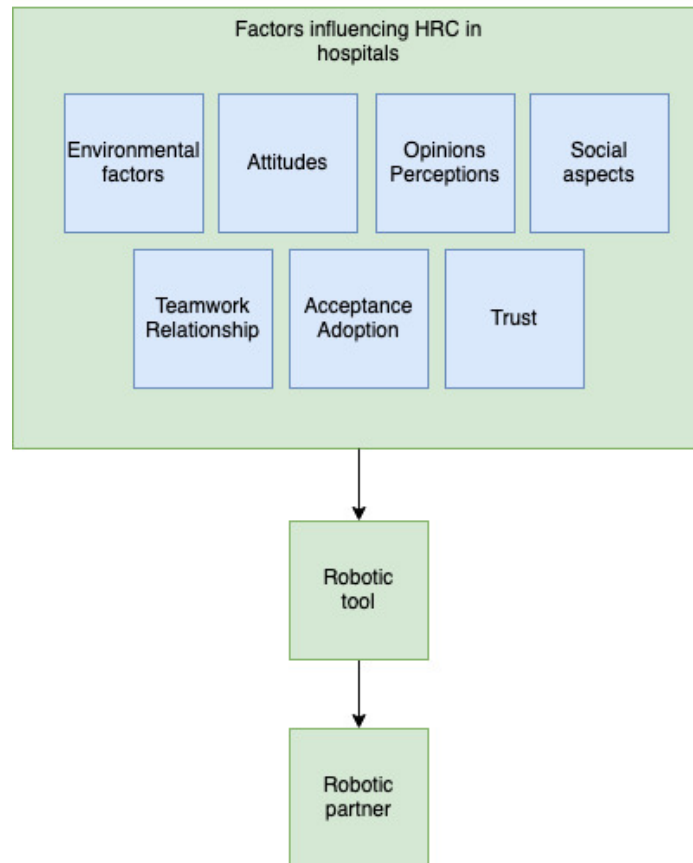 Factors influencing HRC in
hospitals
Environmental
factors
Attitudes
Opinions
Perceptions
Social
aspects
Teamwork
Relationship
Acceptance
Adoption
Trust
Robotic
tool
Robotic
partner